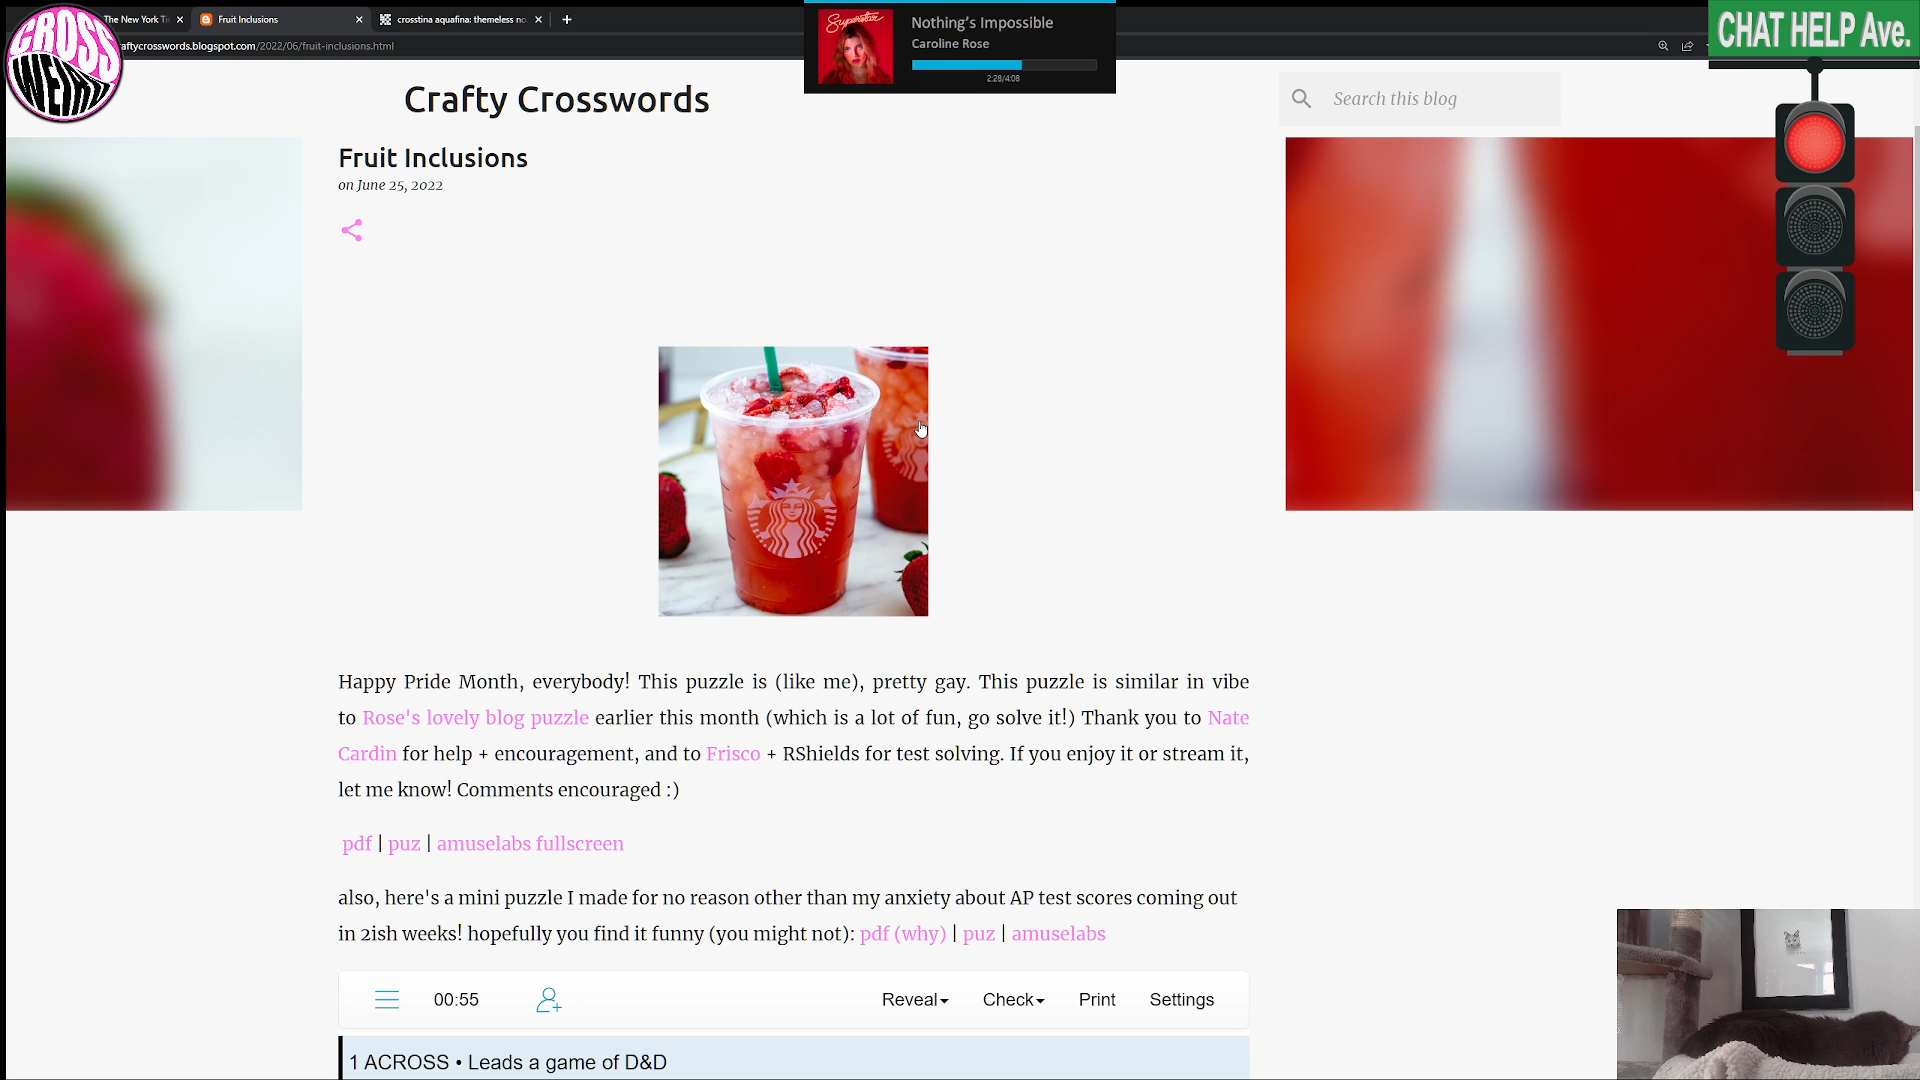 CROSS
WEIRD
The New York Ti
Fruit Inclusions
crosstina aquafina: themeless no.
aftycrosswords.blogspot.com/2022/06/fruit-inclusions.html
Superstar
Nothing's Impossible
Caroline Rose
2:28/4:08
CHAT HELP Ave.
Crafty Crosswords
Search this blog
Fruit Inclusions
on June 25, 2022
Happy Pride Month, everybody! This puzzle is (like me), pretty gay. This puzzle is similar in vibe
to Rose's lovely blog puzzle earlier this month (which is a lot of fun, go solve it!) Thank you to Nate
Cardin for help + encouragement, and to Frisco + RShields for test solving. If you enjoy it or stream it,
let me know! Comments encouraged :)
pdf | puz | amuselabs fullscreen
also, here's a mini puzzle I made for no reason other than my anxiety about AP test scores coming out
in 2ish weeks! hopefully you find it funny (you might not): pdf (why) | puz | amuselabs
00:55
Reveal
Check
Print
Settings
1 ACROSS • Leads a game of D&D